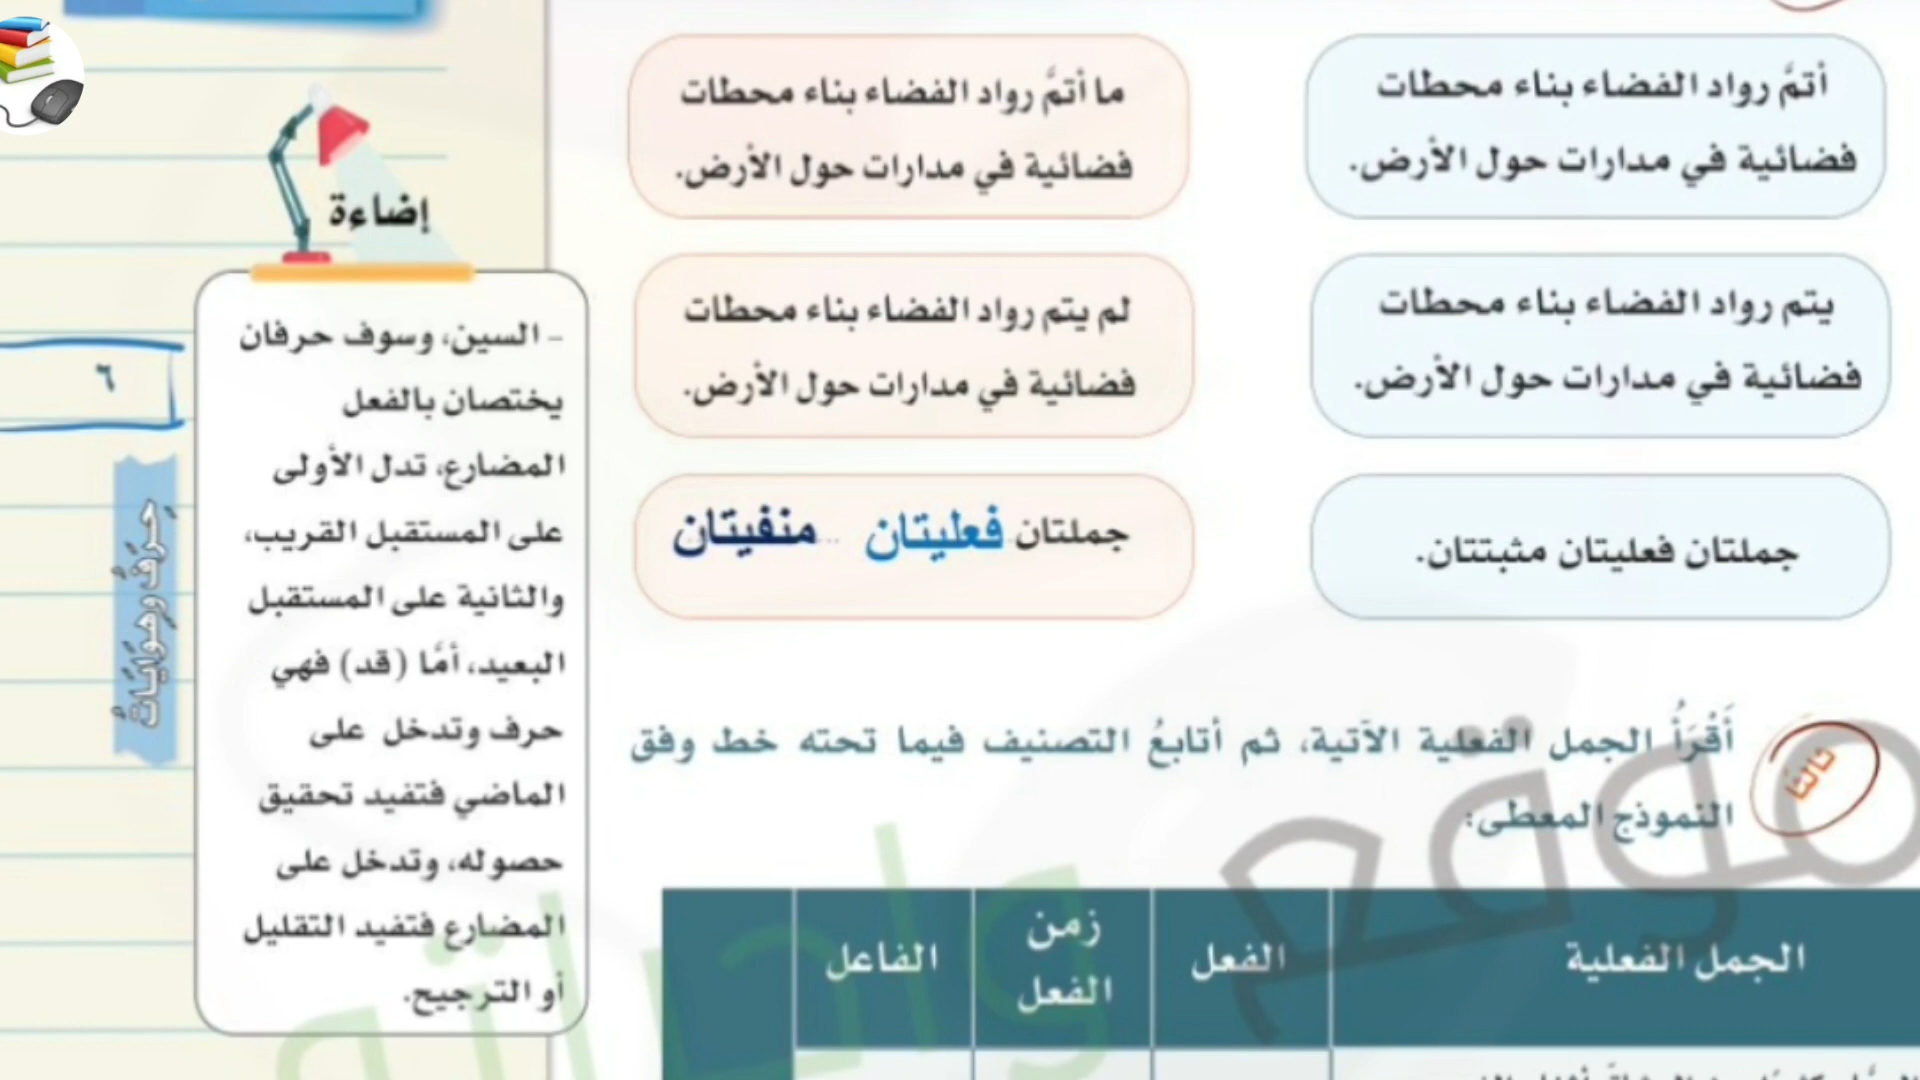 أتمَّ رواد الفضاء بناء محطات
فضائية في مدارات حول الأرض.
ما أتمَّ رواد الفضاء بناء محطات
فضائية في مدارات حول الأرض.
يتم رواد الفضاء بناء محطات
فضائية في مدارات حول الأرض.
لم يتم رواد الفضاء بناء محطات
فضائية في مدارات حول الأرض.
جملتان فعليتان مثبتتان.
جملتان فعليتان ... منفيتان
ثالثًا
أَقْرَأُ الجمل الفعلية الآتية، ثم أتابعُ التصنيف فيما تحته خط وفق
النموذج المعطى:
الجمل الفعلية
الفعل
زمن
الفعل
الفاعل
إضاءة
- السين، وسوف حرفان
يختصان بالفعل
المضارع، تدل الأولى
على المستقبل القريب،
والثانية على المستقبل
البعيد، أمَّا (قد) فهي
حرف وتدخل على
الماضي فتفيد تحقيق
حصوله، وتدخل على
المضارع فتفيد التقليل
أو الترجيح.
٦
حِرَفٌ وهِوَايَاتٌ
موقع
واجباتي